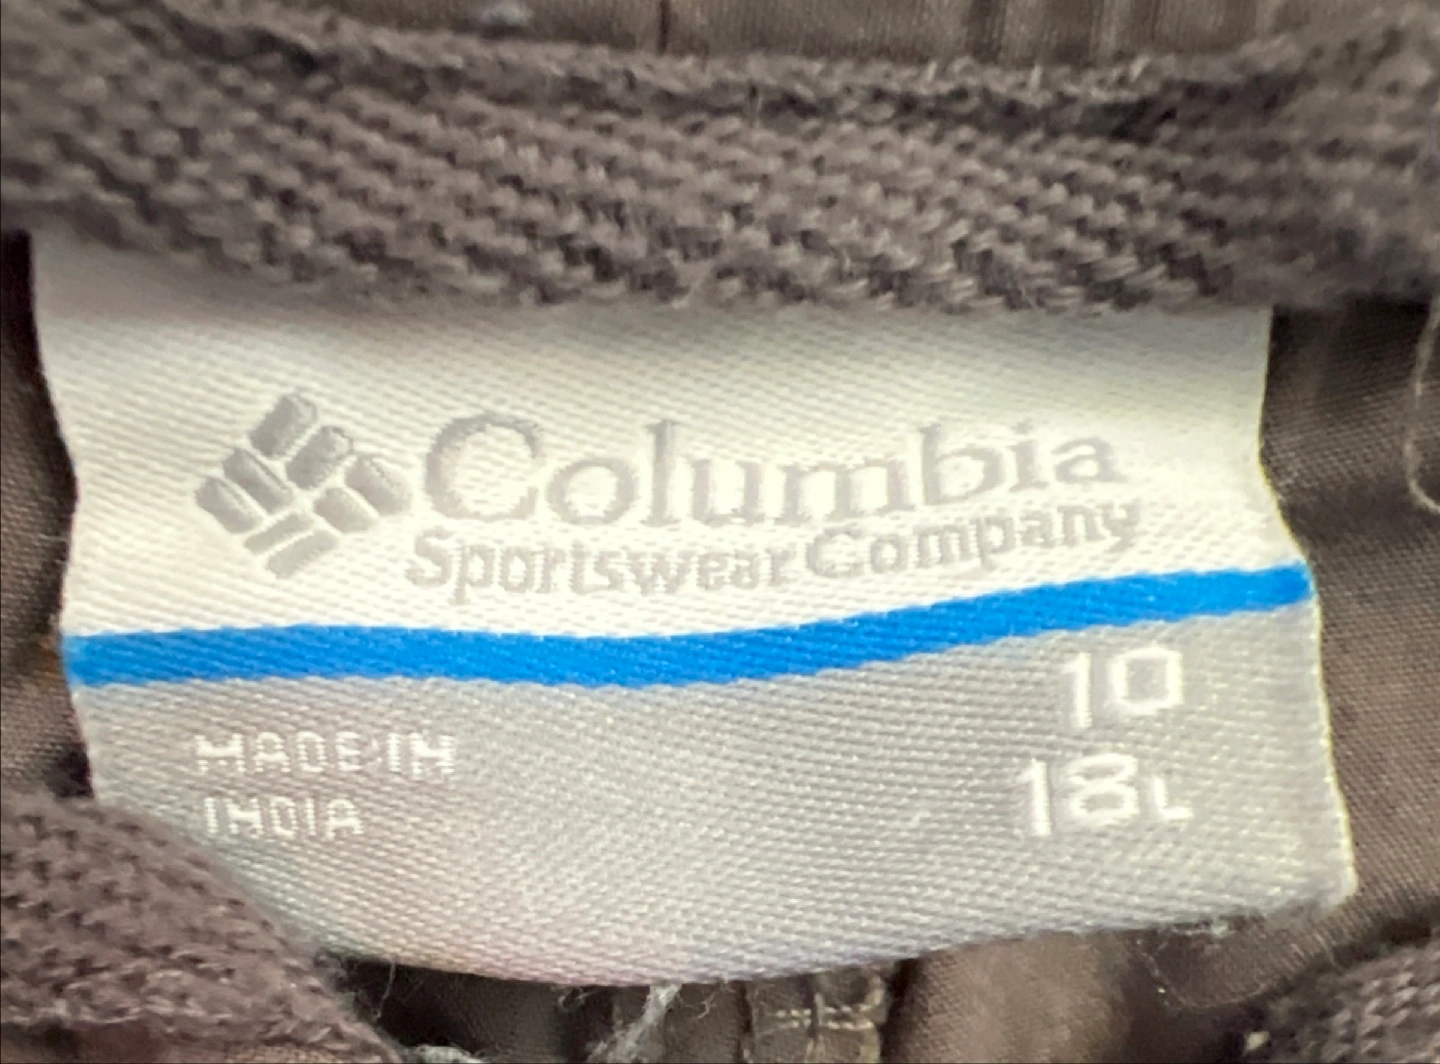 Columbia
Sportswear Company
10
MADE IN
18L
INDIA